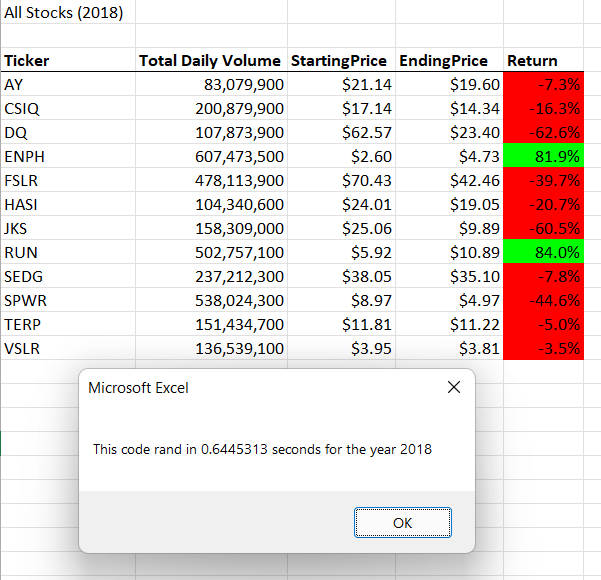 All Stocks (2018)
Ticker Total Daily Volume StartingPrice EndingPrice Return
AY 83,079,900 $21.14 $19.60 -7.3%
CSIQ 200,879,900 $17.14 $14.34 -16.3%
DQ 107,873,900 $62.57 $23.40 -62.6%
ENPH 607,473,500 $2.60 $4.73 81.9%
FSLR 478,113,900 $70.43 $42.46 -39.7%
HASI 104,340,600 $24.01 $19.05 -20.7%
JKS 158,309,000 $25.06 $9.89 -60.5%
RUN 502,757,100 $5.92 $10.89 84.0%
SEDG 237,212,300 $38.05 $35.10 -7.8%
SPWR 538,024,300 $8.97 $4.97 -44.6%
TERP 151,434,700 $11.81 $11.22 -5.0%
VSLR 136,539,100 $3.95 $3.81 -3.5%
Microsoft Excel
This code rand in 0.6445313 seconds for the year 2018
OK